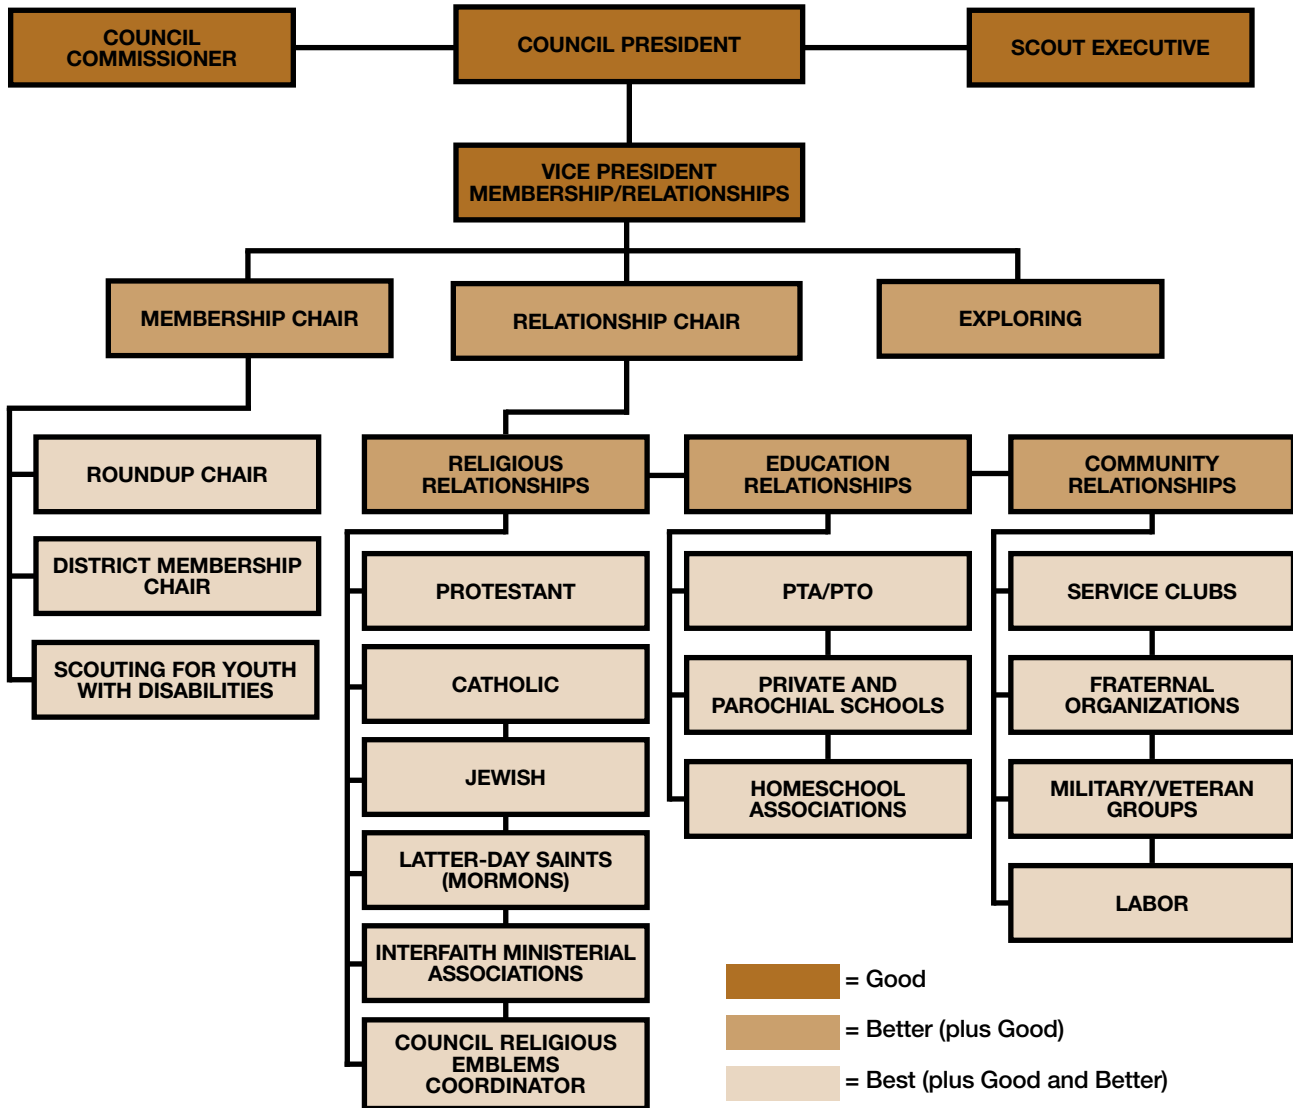 COUNCIL
COMMISSIONER
COUNCIL PRESIDENT
SCOUT EXECUTIVE
VICE PRESIDENT
MEMBERSHIP/RELATIONSHIPS
MEMBERSHIP CHAIR
RELATIONSHIP CHAIR
EXPLORING
ROUNDUP CHAIR
DISTRICT MEMBERSHIP
CHAIR
SCOUTING FOR YOUTH
WITH DISABILITIES
RELIGIOUS
RELATIONSHIPS
PROTESTANT
CATHOLIC
JEWISH
LATTER-DAY SAINTS
(MORMONS)
INTERFAITH MINISTERIAL
ASSOCIATIONS
COUNCIL RELIGIOUS
EMBLEMS
COORDINATOR
EDUCATION
RELATIONSHIPS
PTA/PTO
PRIVATE AND
PAROCHIAL SCHOOLS
HOMESCHOOL
ASSOCIATIONS
COMMUNITY
RELATIONSHIPS
SERVICE CLUBS
FRATERNAL
ORGANIZATIONS
MILITARY/VETERAN
GROUPS
LABOR
= Good
= Better (plus Good)
= Best (plus Good and Better)